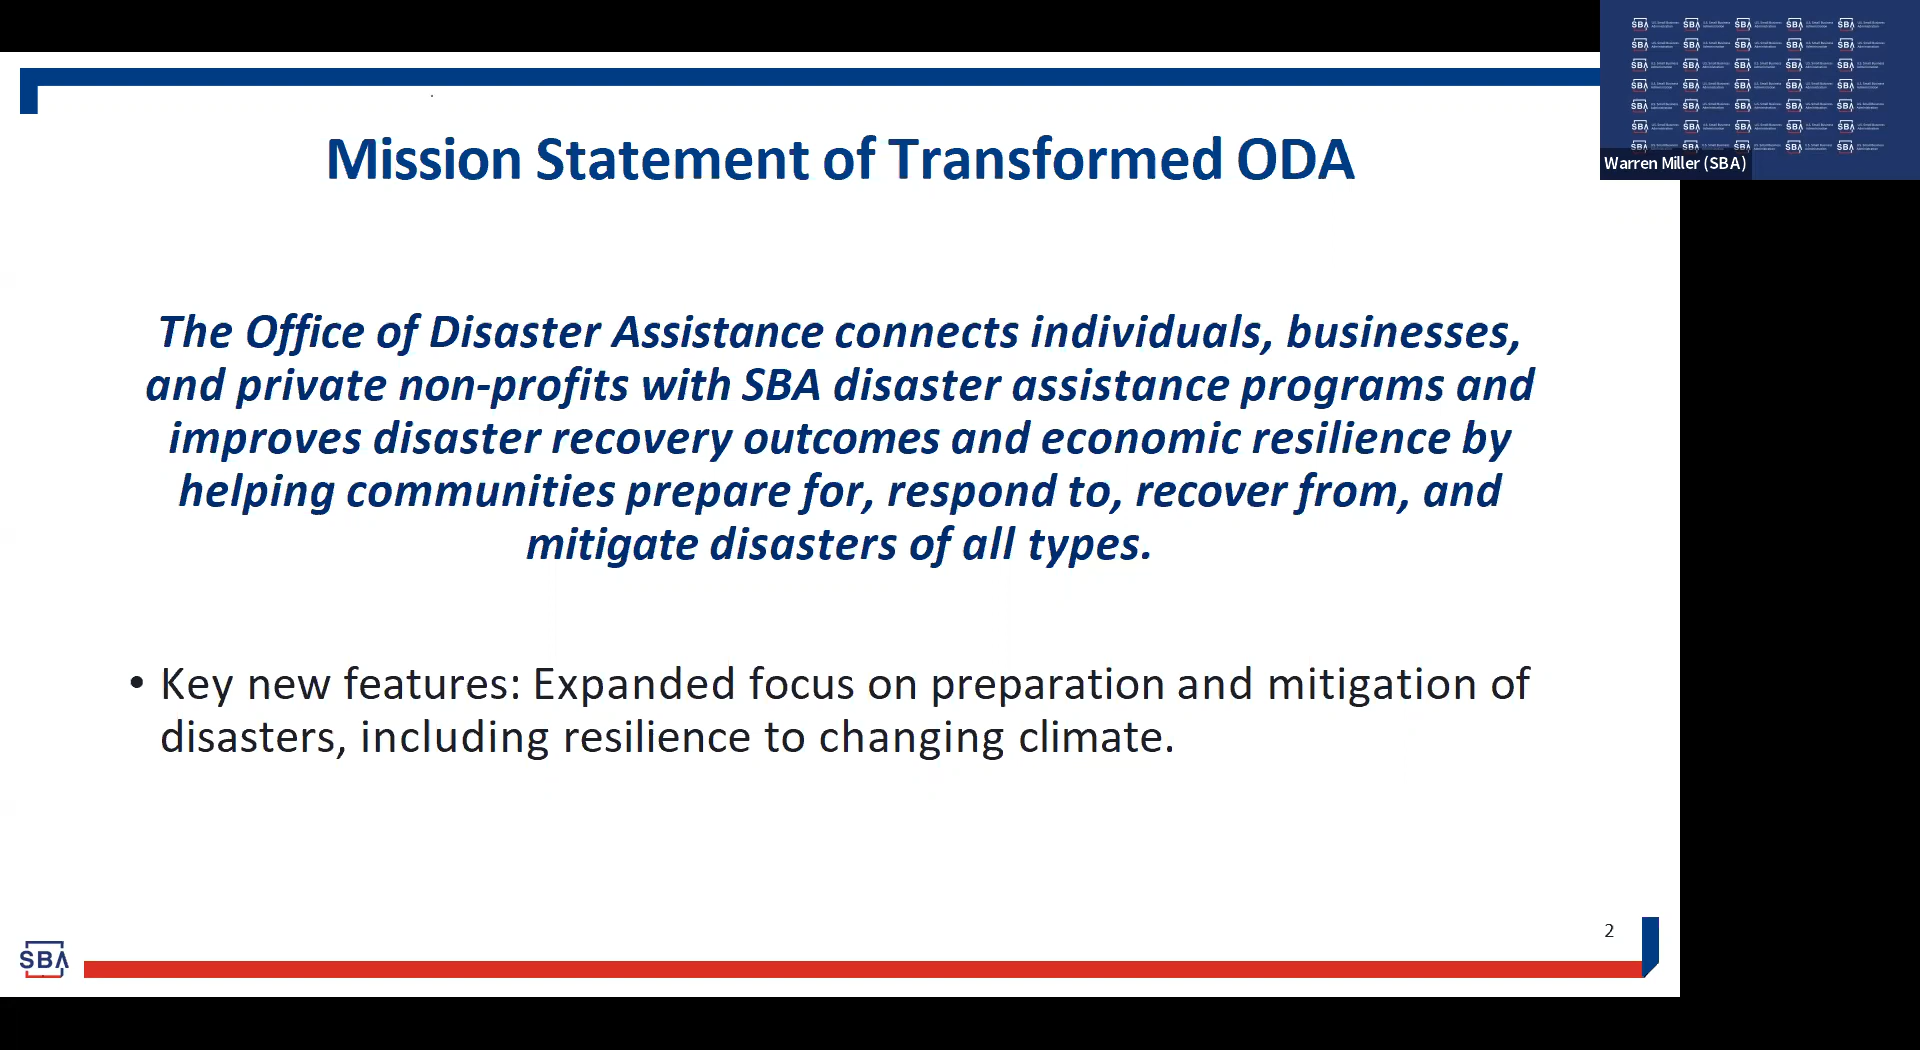 Mission Statement of Transformed ODA
The Office of Disaster Assistance connects individuals, businesses,
and private non-profits with SBA disaster assistance programs and
improves disaster recovery outcomes and economic resilience by
helping communities prepare for, respond to, recover from, and
mitigate disasters of all types.
• Key new features: Expanded focus on preparation and mitigation of
disasters, including resilience to changing climate.
2
SBA
Warren Miller (SBA)